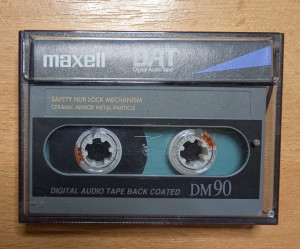 maxell DAT
Digital Audio Tape
SAFETY HUB LOCK MECHANISM
CERAMIC ARMOR METAL PARTICLE
DIGITAL AUDIO TAPE BACK COATED DM90